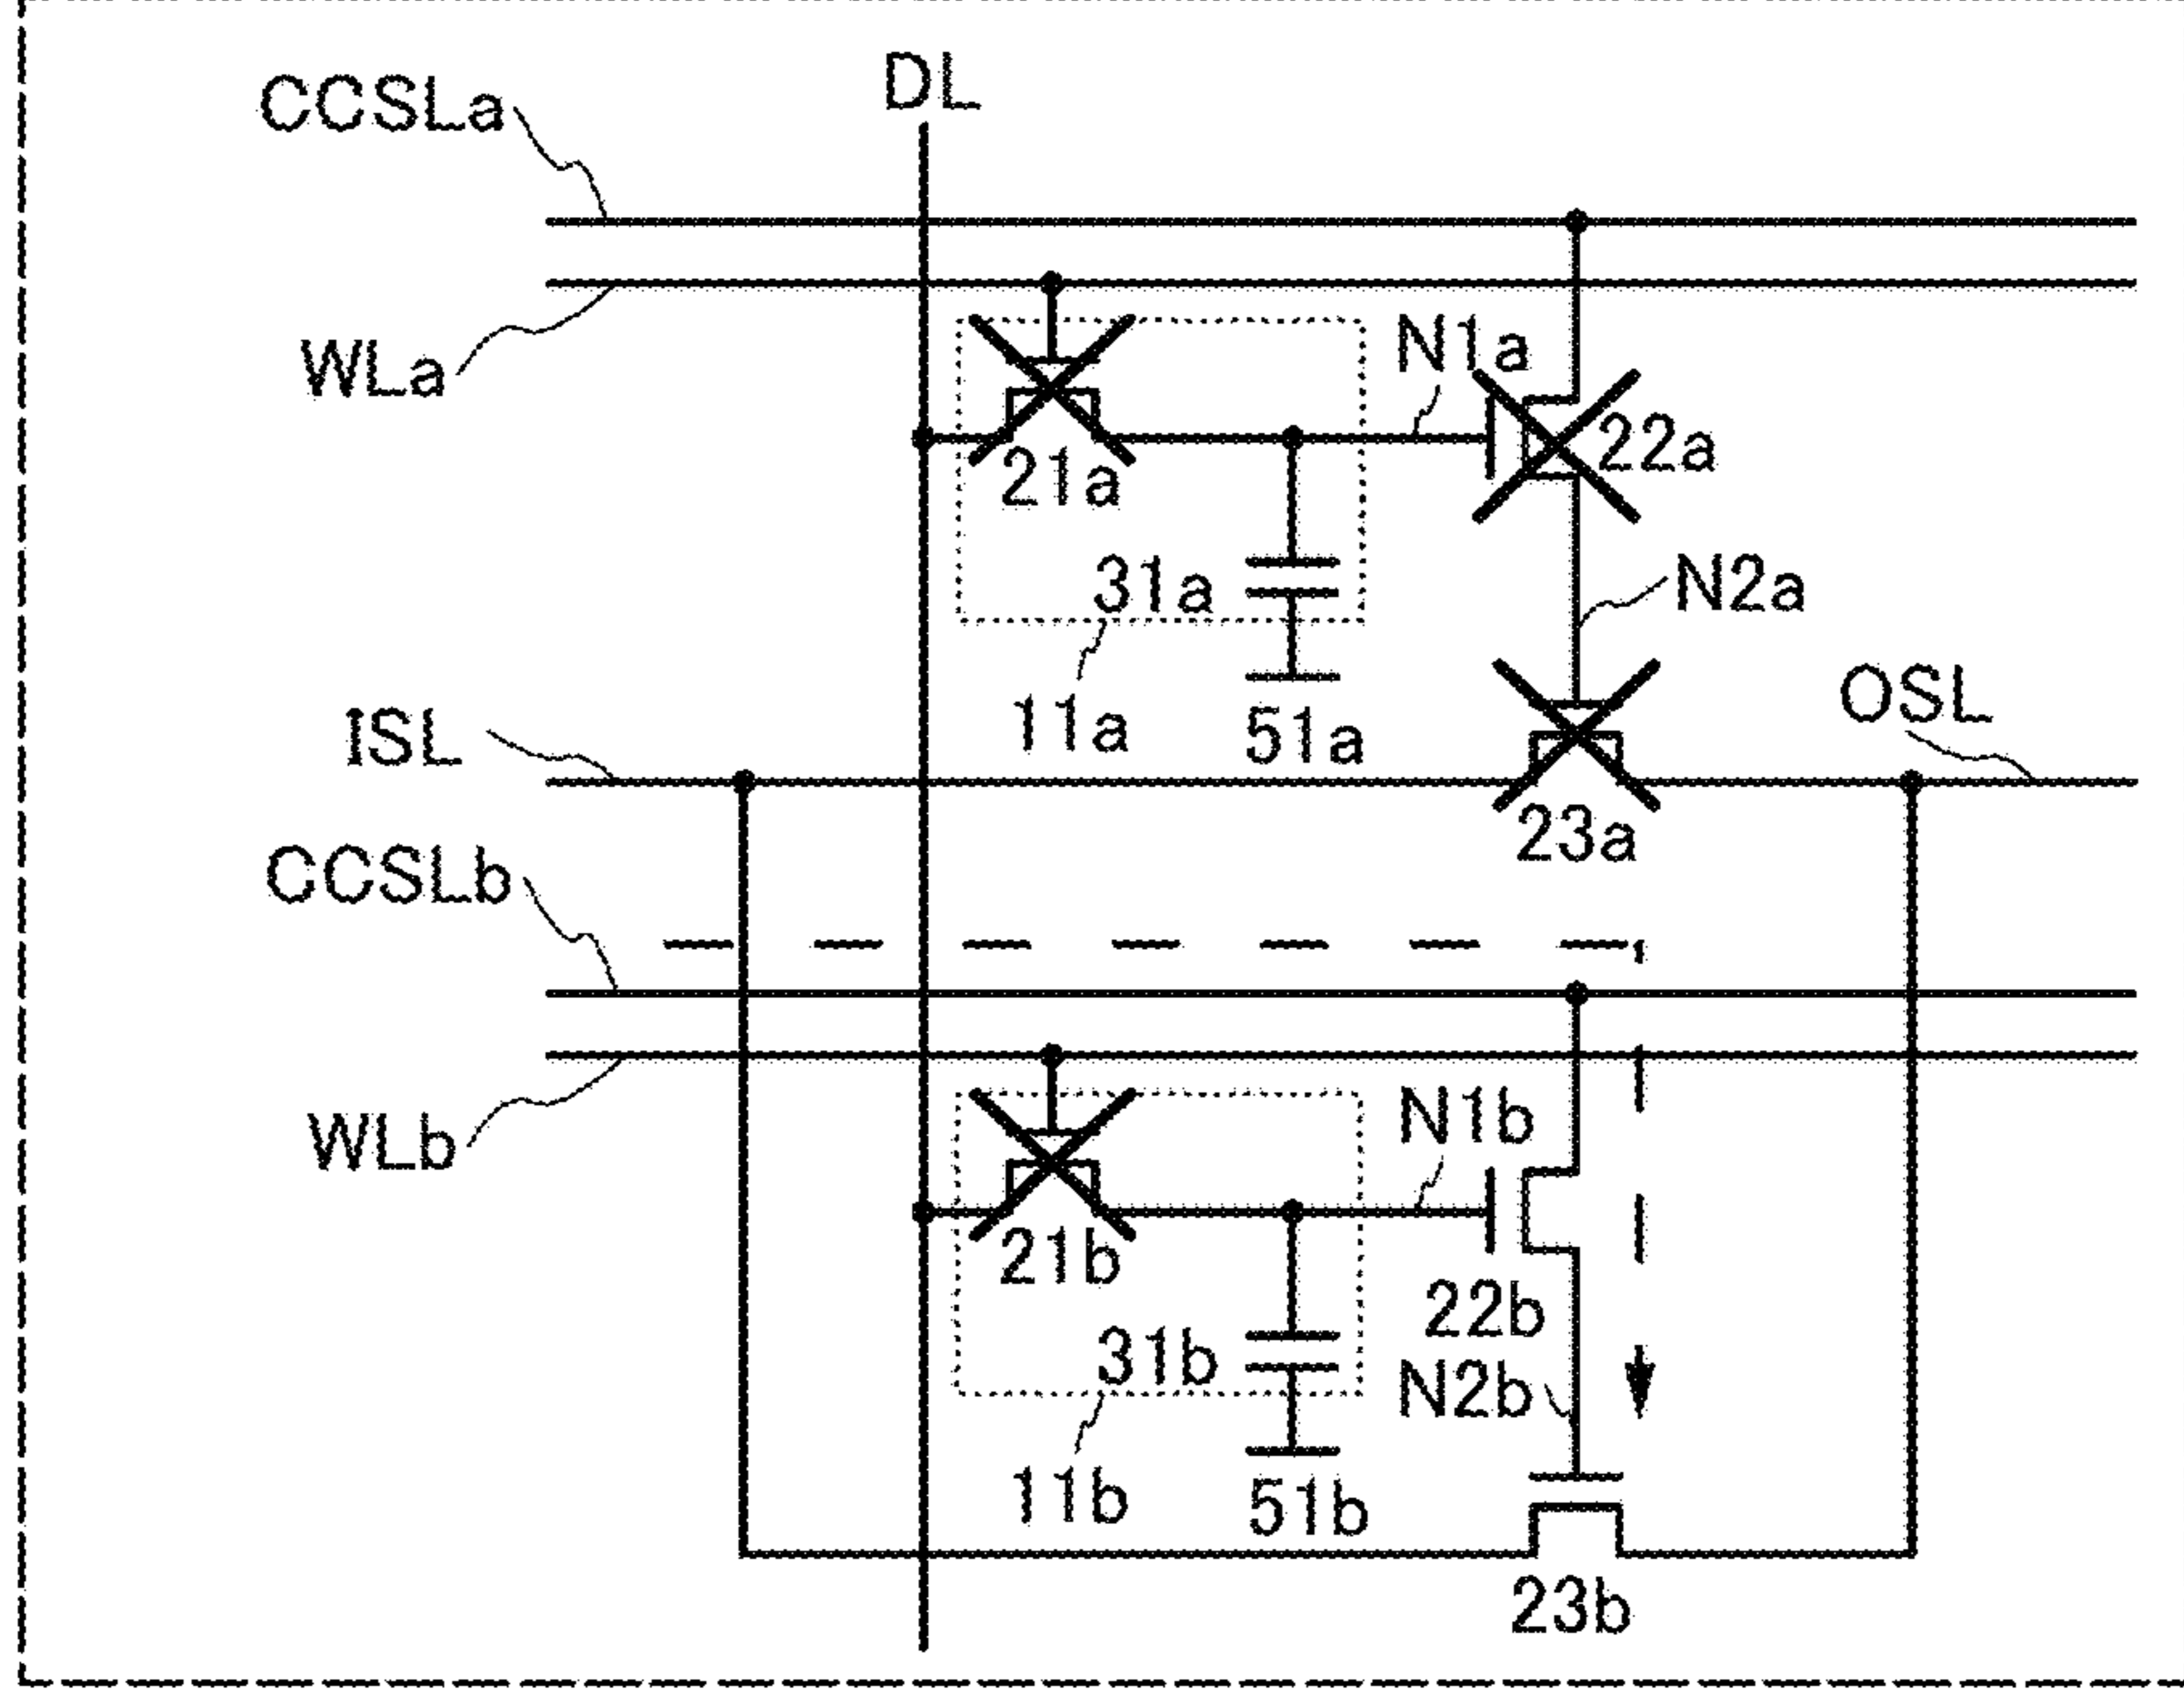 DL
CCSLa
WLa
N1a
22a
21a
31a
N2a
11a
51a
ISL
OSL
23a
CCSLb
WLb
N1b
21b
22b
31b
N2b
11b
51b
23b